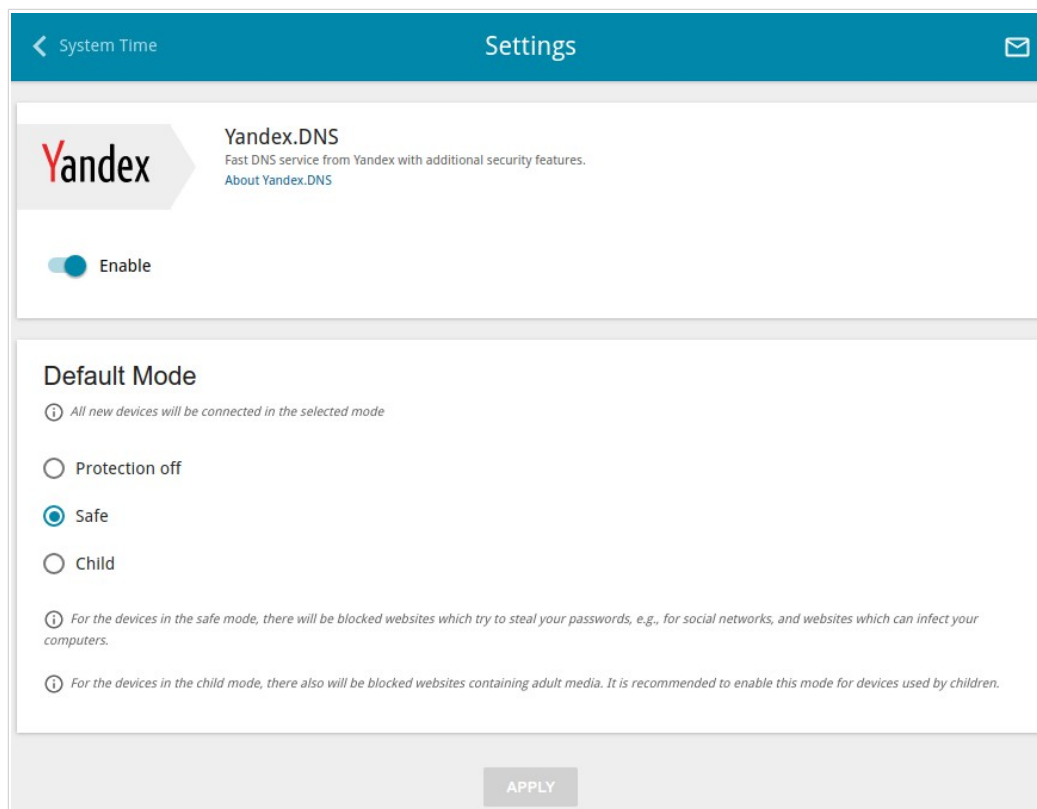 System Time
Settings
Yandex
Yandex.DNS
Fast DNS service from Yandex with additional security features.
About Yandex.DNS
Enable
Default Mode
All new devices will be connected in the selected mode
Protection off
Safe
Child
For the devices in the safe mode, there will be blocked websites which try to steal your passwords, e.g., for social networks, and websites which can infect your
computers.
For the devices in the child mode, there also will be blocked websites containing adult media. It is recommended to enable this mode for devices used by children.
APPLY